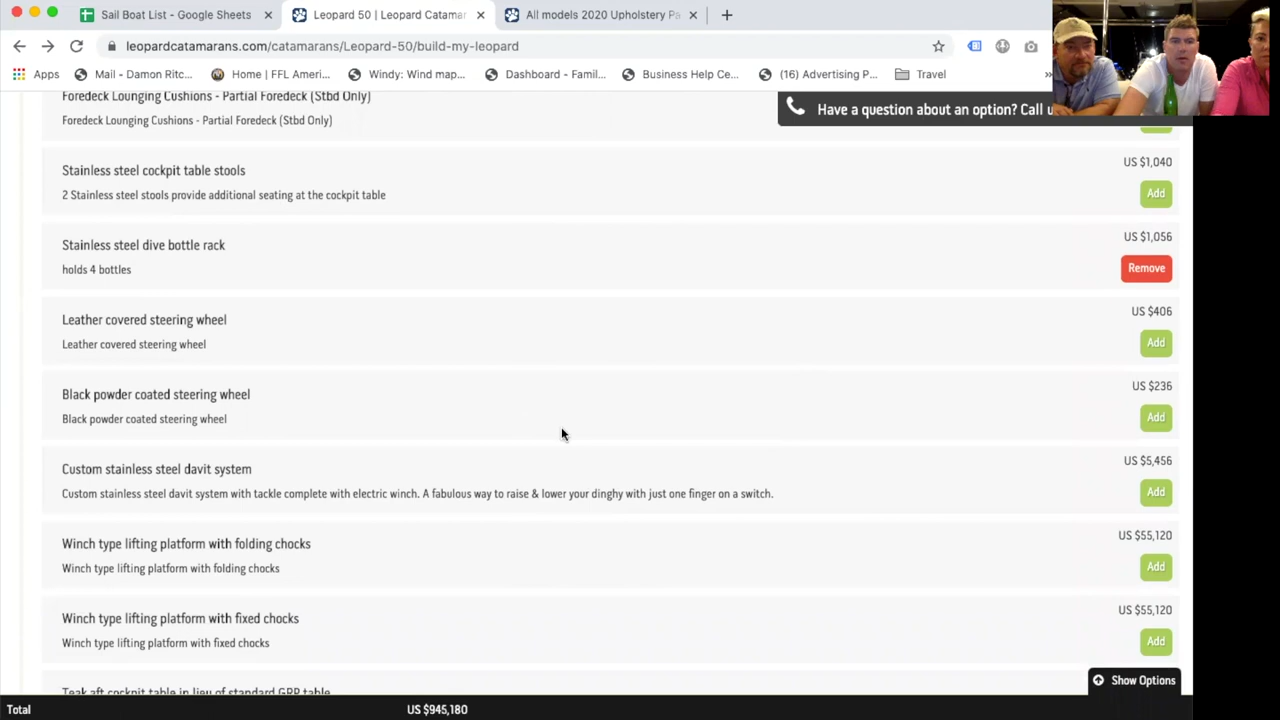 Sail Boat List - Google Sheets
Leopard 50 | Leopard Catamar
All models 2020 Upholstery Pa
leopardcatamarans.com/catamarans/Leopard-50/build-my-leopard
Apps
Mail - Damon Ritc...
Home | FFL Ameri...
Windy: Wind map...
Dashboard - Famil...
Business Help Ce...
(16) Advertising P...
Travel
Foredeck Lounging Cushions - Partial Foredeck (Stbd Only)
Have a question about an option? Call
Foredeck Lounging Cushions - Partial Foredeck (Stbd Only)
Stainless steel cockpit table stools
US $1,040
2 Stainless steel stools provide additional seating at the cockpit table
Add
Stainless steel dive bottle rack
US $1,056
holds 4 bottles
Remove
Leather covered steering wheel
US $406
Leather covered steering wheel
Add
Black powder coated steering wheel
US $236
Black powder coated steering wheel
Add
Custom stainless steel davit system
US $5,456
Custom stainless steel davit system with tackle complete with electric winch. A fabulous way to raise & lower your dinghy with just one finger on a switch.
Add
Winch type lifting platform with folding chocks
US $55,120
Winch type lifting platform with folding chocks
Add
Winch type lifting platform with fixed chocks
US $55,120
Winch type lifting platform with fixed chocks
Add
Teak aft cockpit table in lieu of standard GRP table
Show Options
Total
US $945,180